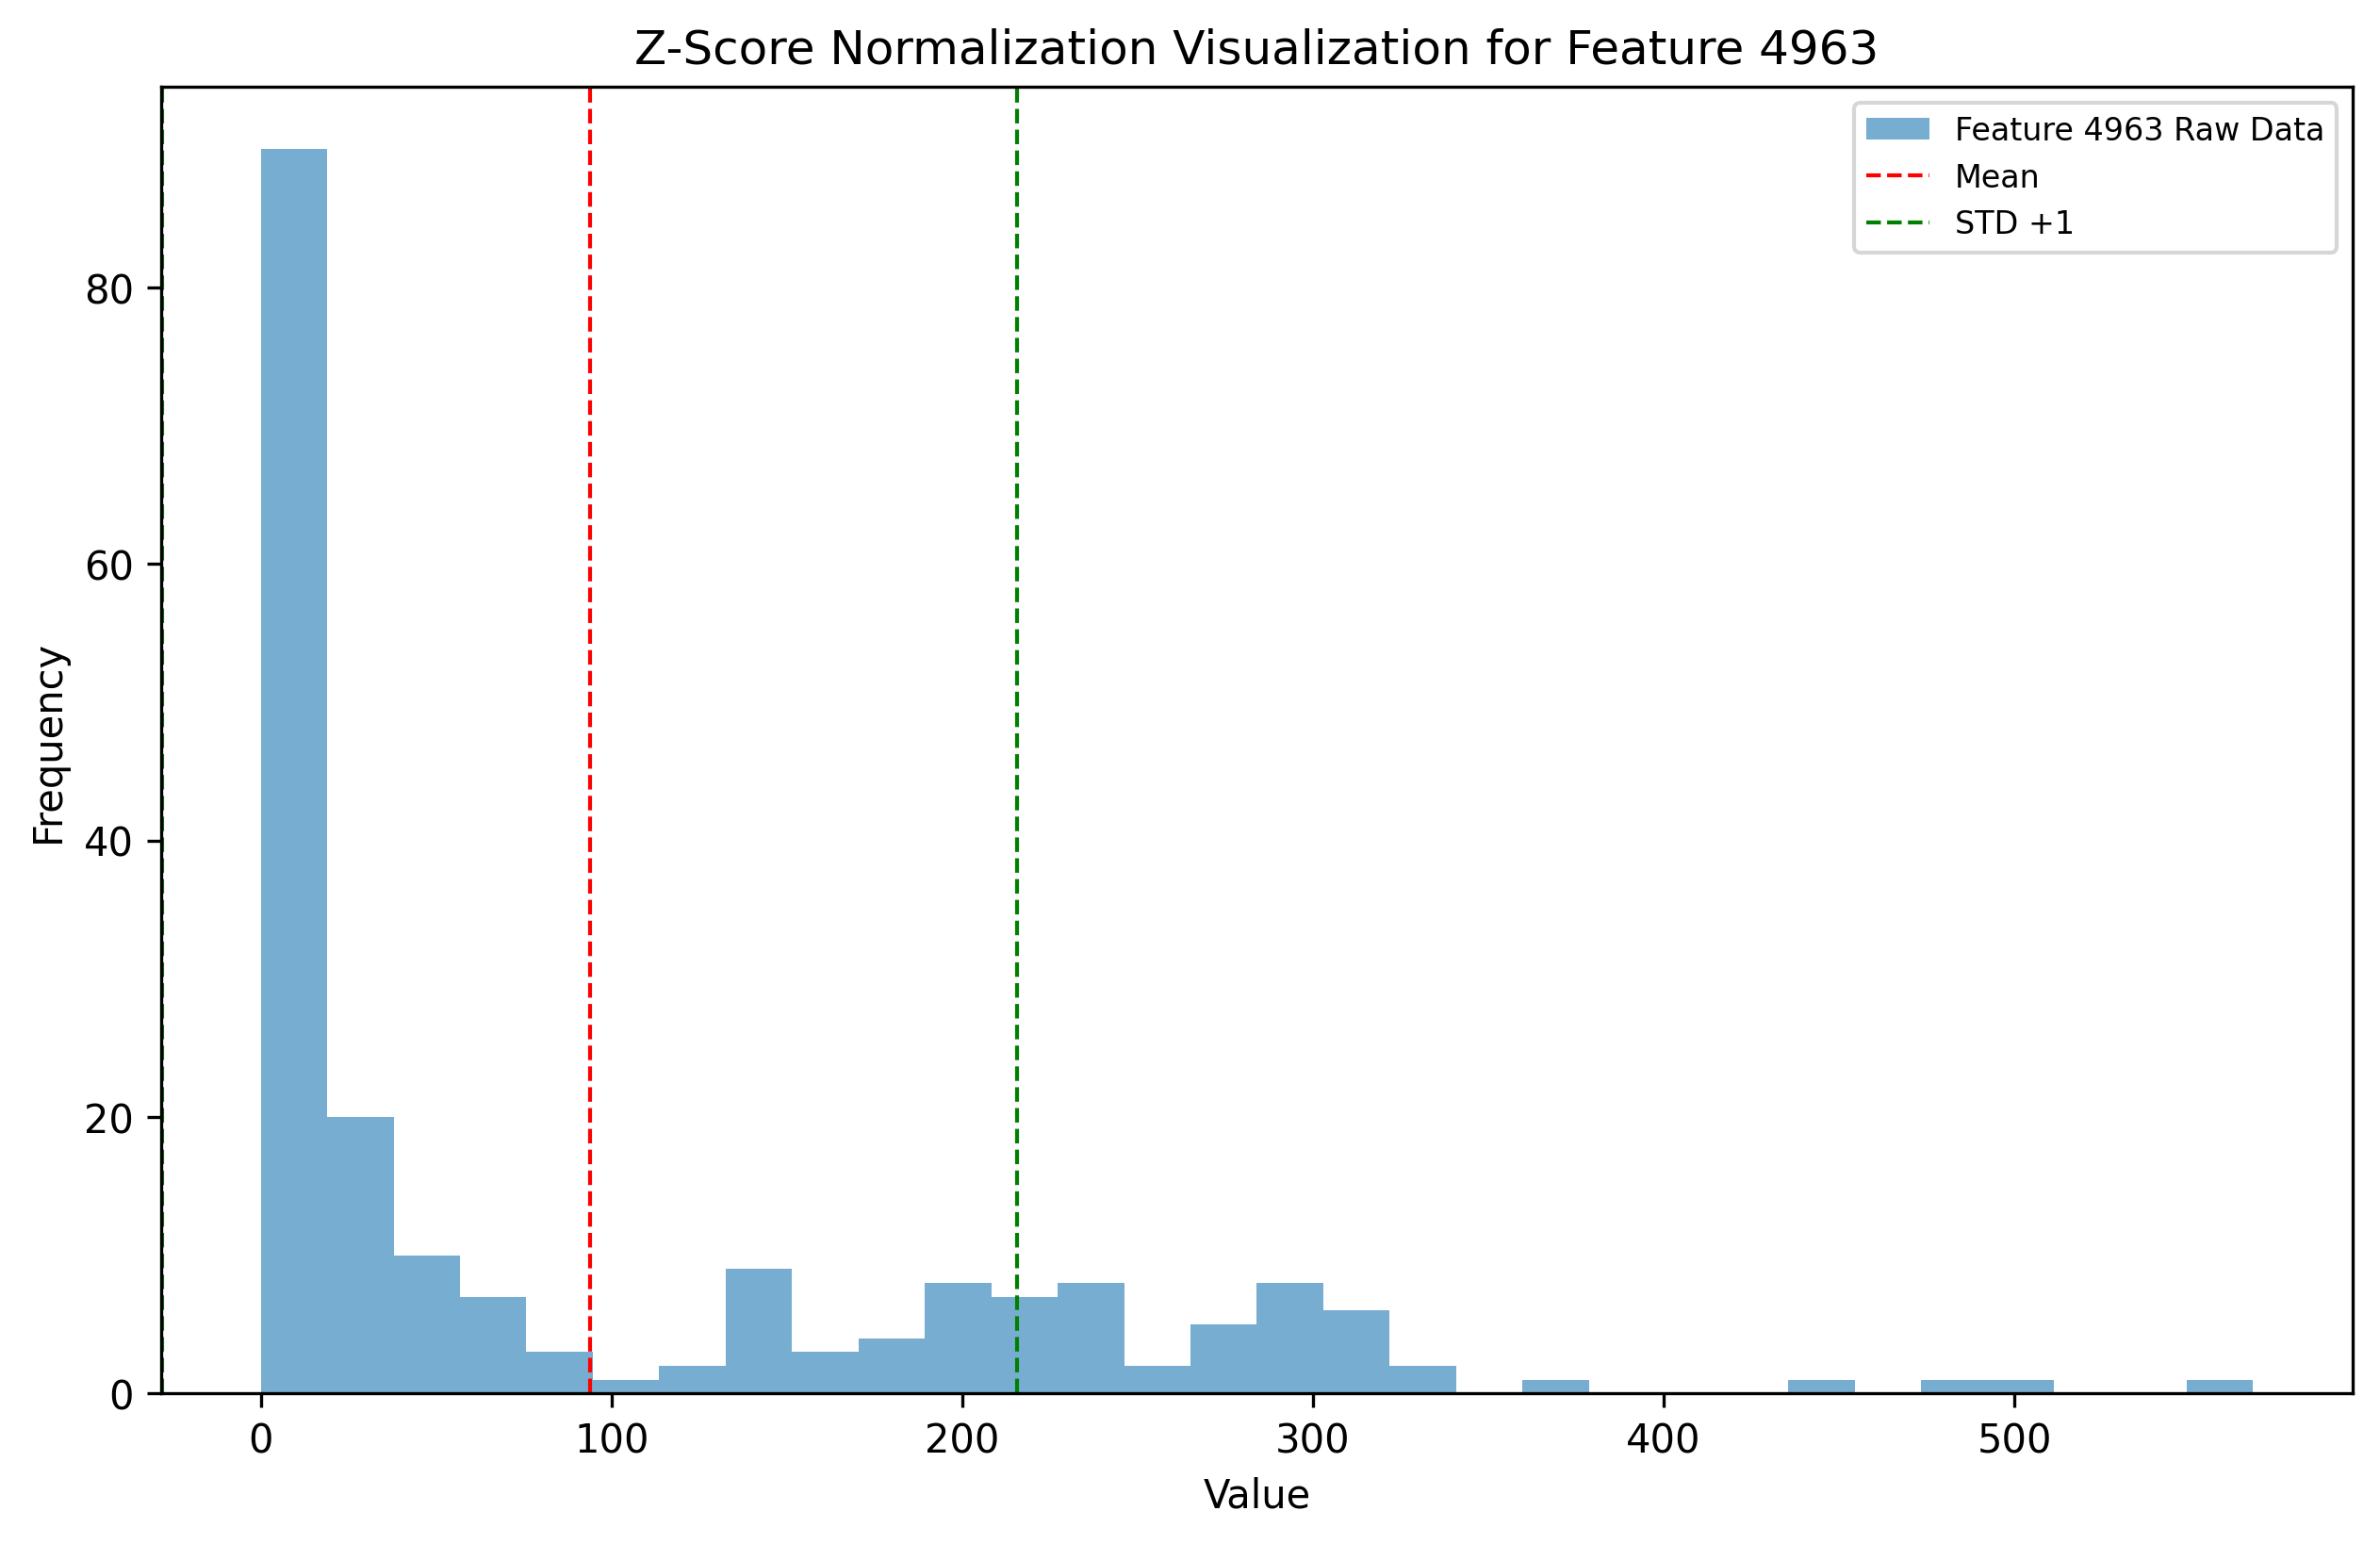 Z-Score Normalization Visualization for Feature 4963
Feature 4963 Raw Data
Mean
STD +1
80
60
40
20
0
Frequency
0 100 200 300 400 500
Value